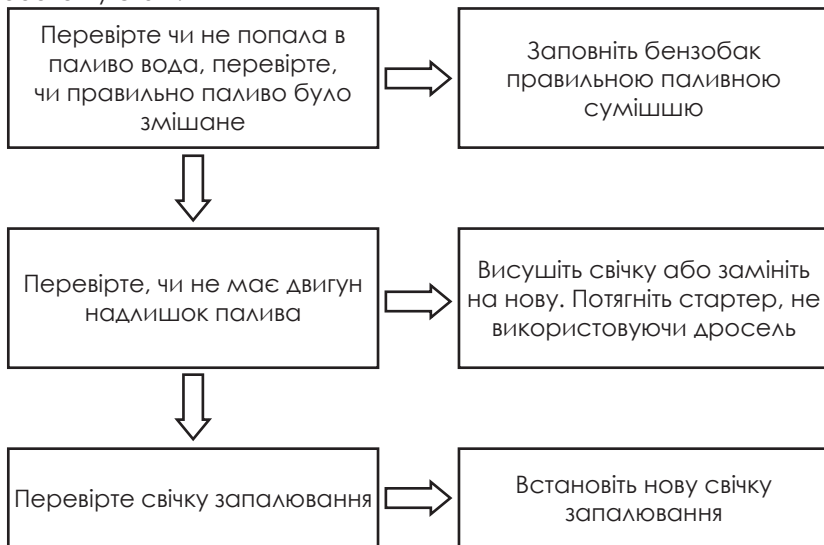 Перевірте чи не попала в
паливо вода, перевірте,
чи правильно паливо було
змішане
Заповніть бензобак
правильною паливною
сумішшю
Перевірте, чи не має двигун
надлишок палива
Висушіть свічку або замініть
на нову. Потягніть стартер, не
використовуючи дросель
Перевірте свічку запалювання
Встановіть нову свічку
запалювання